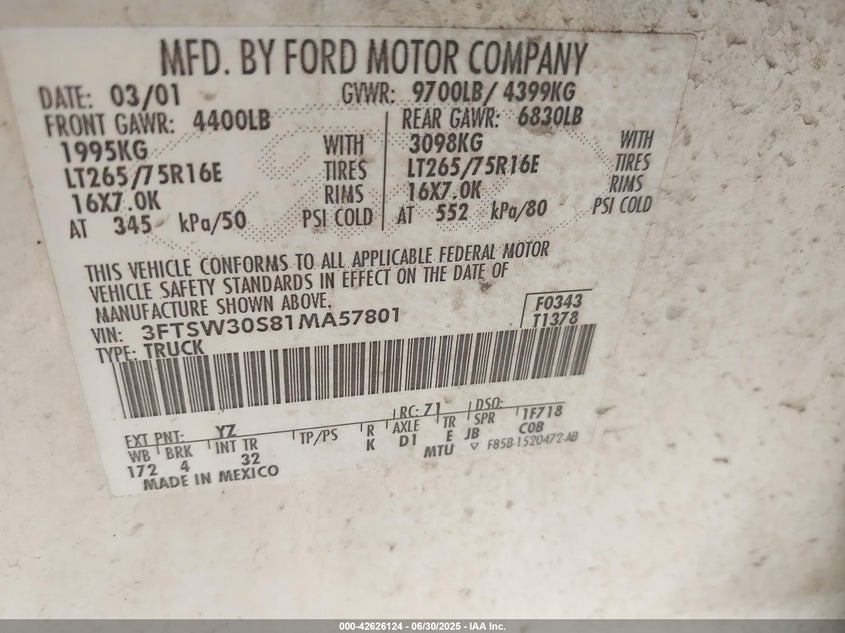 MFD. BY FORD MOTOR COMPANY
DATE: 03/01 GVWR: 9700LB/ 4399KG
FRONT GAWR: 4400LB REAR GAWR: 6830LB
1995KG WITH 3098KG WITH
LT265/75R16E TIRES LT265/75R16E TIRES
16X7.0K RIMS 16X7.0K RIMS
AT 345 kPa/50 PSI COLD AT 552 kPa/80 PSI COLD
THIS VEHICLE CONFORMS TO ALL APPLICABLE FEDERAL MOTOR
VEHICLE SAFETY STANDARDS IN EFFECT ON THE DATE OF
MANUFACTURE SHOWN ABOVE.
VIN: 3FTSW30S81MA57801 F0343
TYPE: TRUCK T1378
EXT PNT: YZ RC: 71 DSO:
WB BRK INT TR TP/PS R AXLE TR SPR 1F718
172 4 32 K D1 E JB COB
MTU F85B-1520472-AB
MADE IN MEXICO
000-42626124 - 06/30/2025 - IAA Inc.